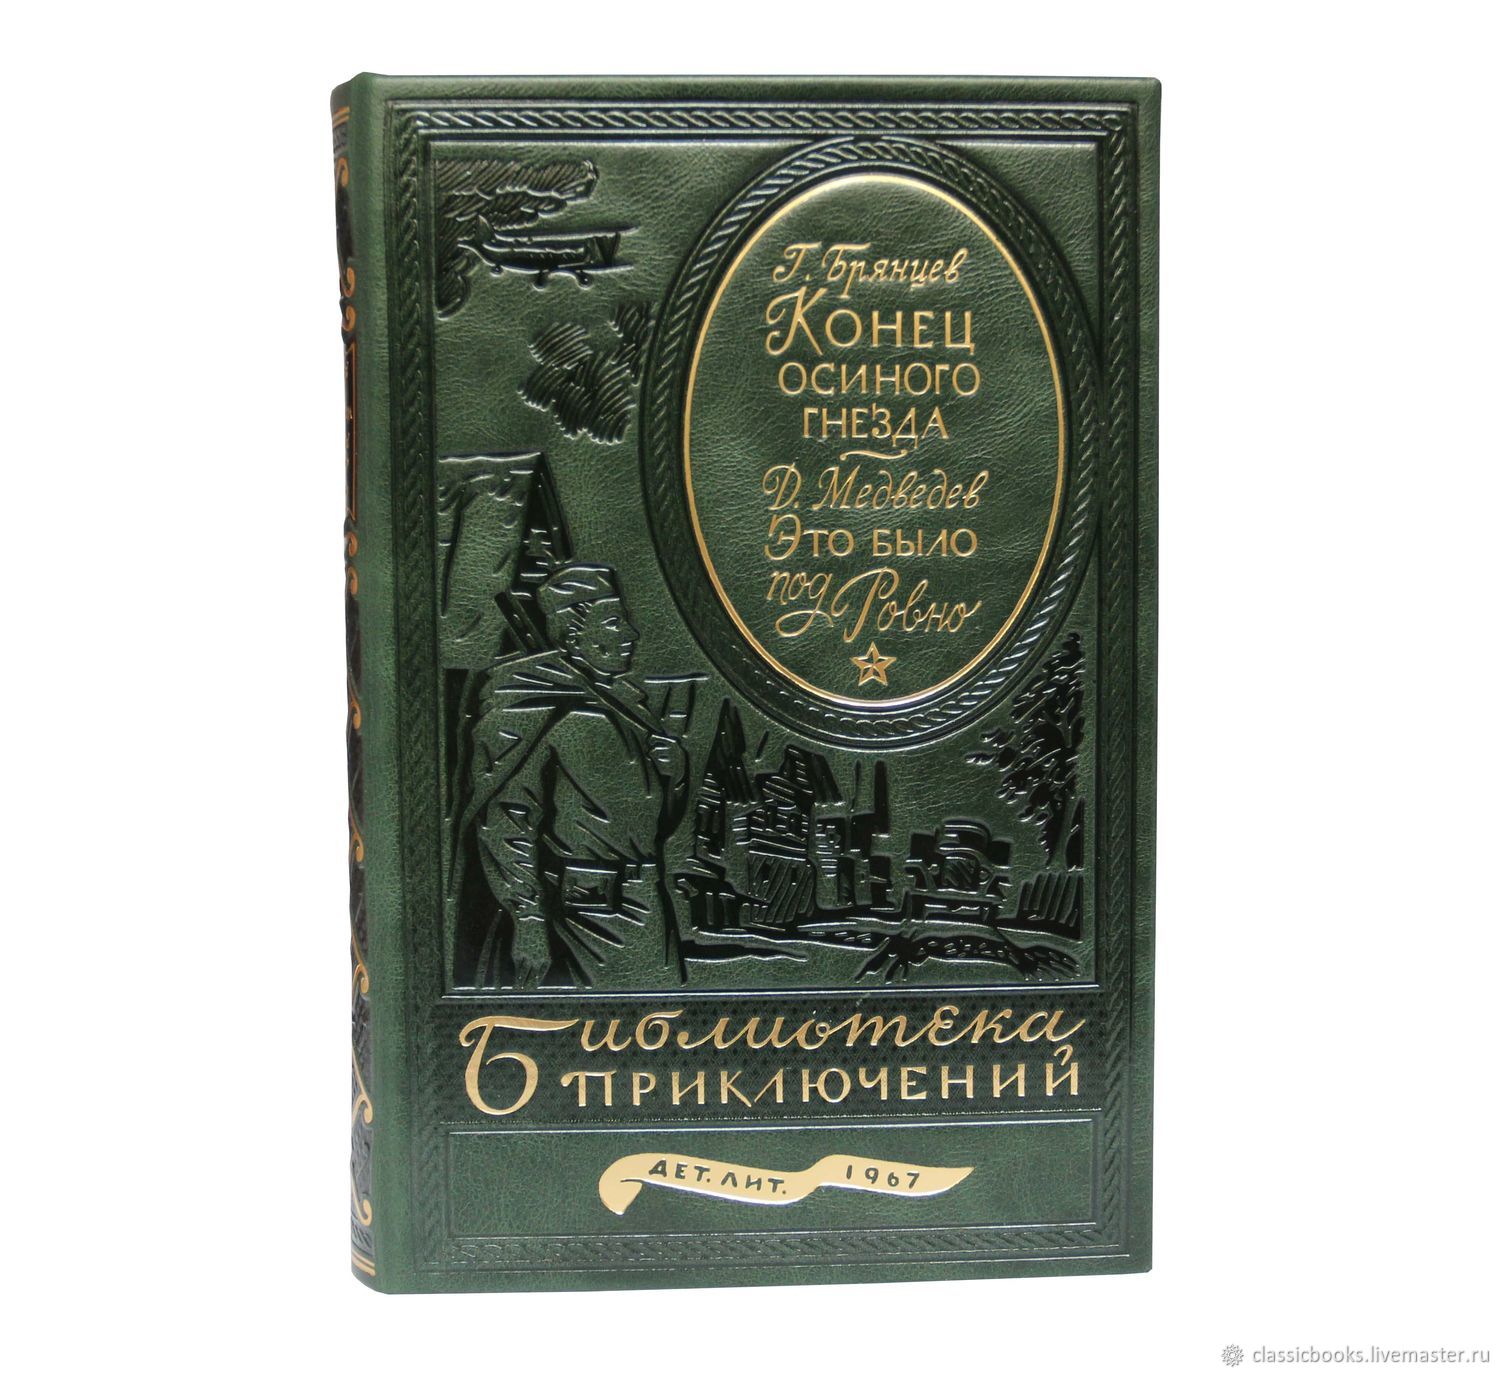 Г. Брянцев
Конец
осиного
гнезда
Д. Медведев
Это было
под Ровно
Библиотека
приключений
ДЕТ. ЛИТ. 1967
classicbooks.livemaster.ru